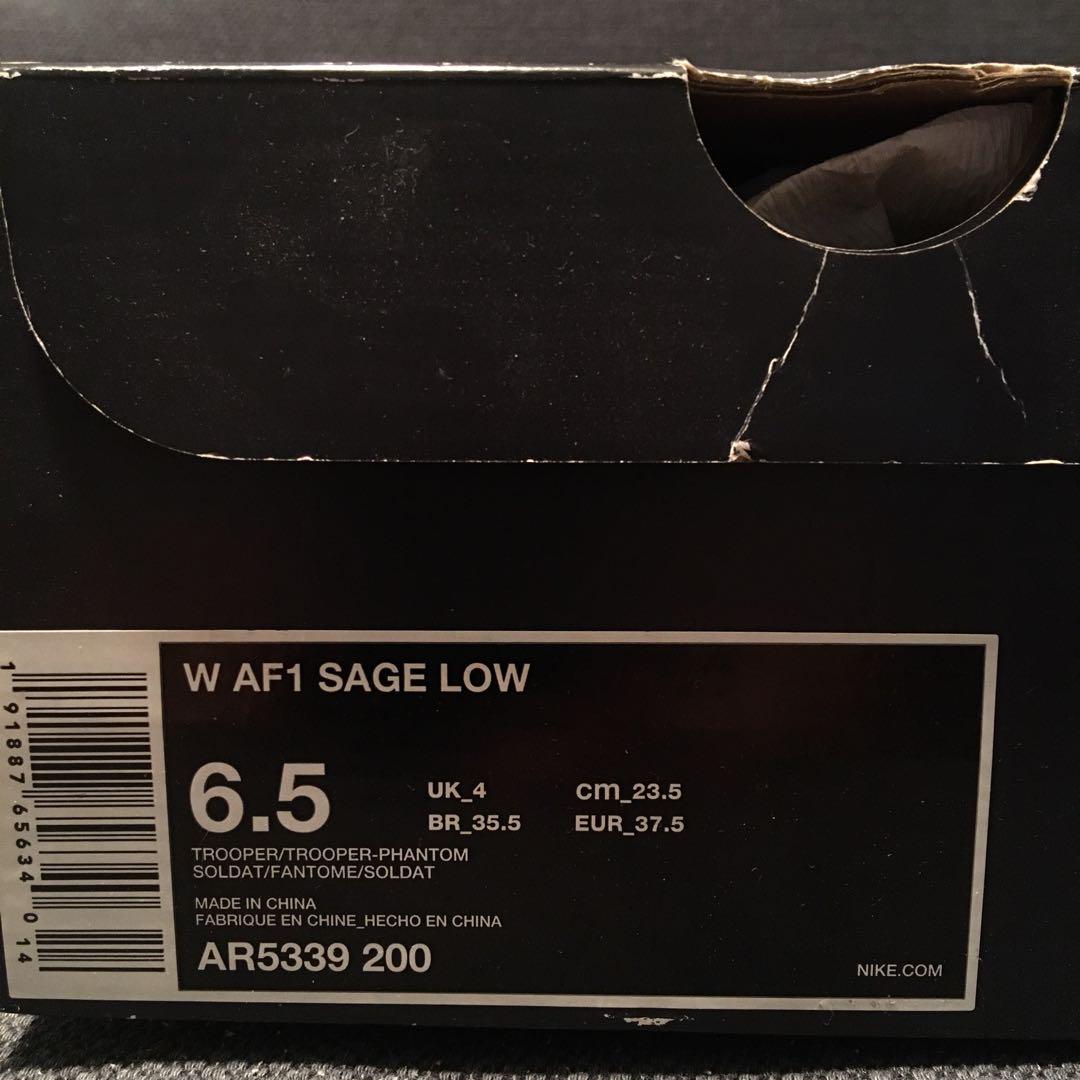 W AF1 SAGE LOW
6.5
UK_4 cm_23.5
BR_35.5 EUR_37.5
TROOPER/TROOPER-PHANTOM
SOLDAT/FANTOME/SOLDAT
MADE IN CHINA
FABRIQUE EN CHINE_HECHO EN CHINA
AR5339 200
NIKE.COM
1 91887 65634 0 14